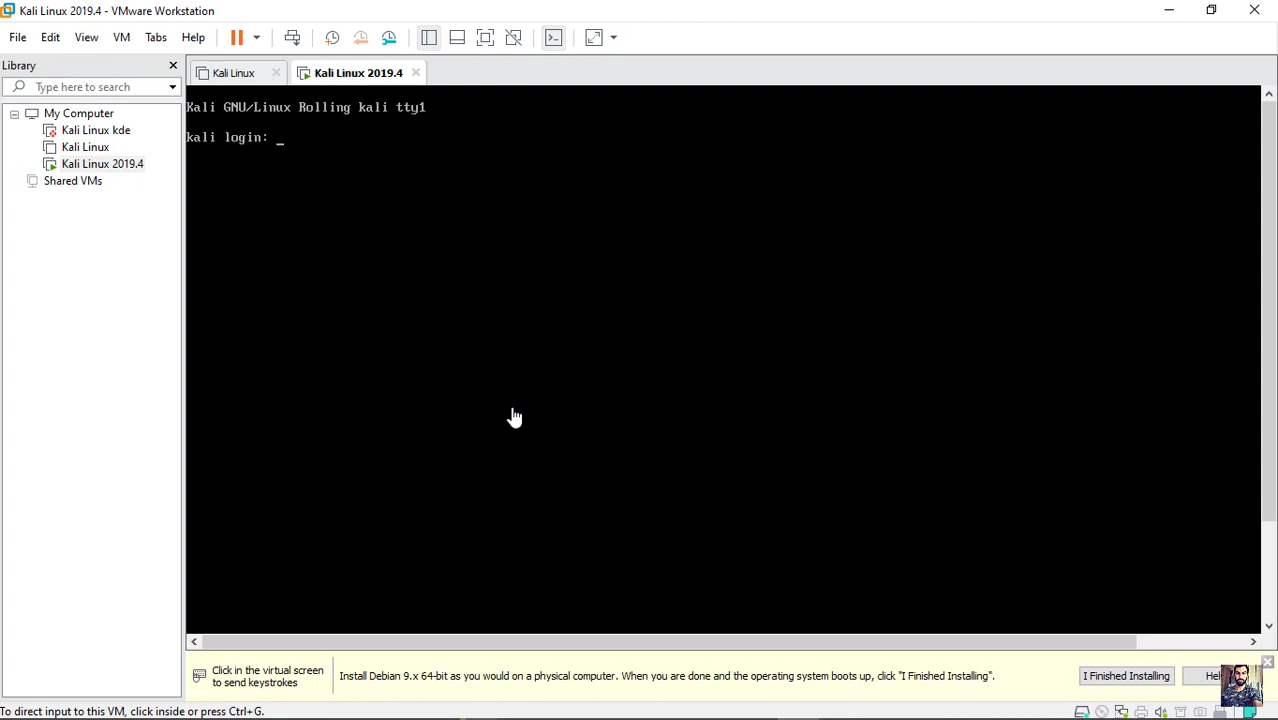 Kali Linux 2019.4 - VMware Workstation
File Edit View VM Tabs Help
Library
Type here to search
My Computer
Kali Linux kde
Kali Linux
Kali Linux 2019.4
Shared VMs
Kali Linux
Kali Linux 2019.4
Kali GNU/Linux Rolling kali tty1
kali login: _
Click in the virtual screen
to send keystrokes
Install Debian 9.x 64-bit as you would on a physical computer. When you are done and the operating system boots up, click "I Finished Installing".
I Finished Installing
To direct input to this VM, click inside or press Ctrl+G.